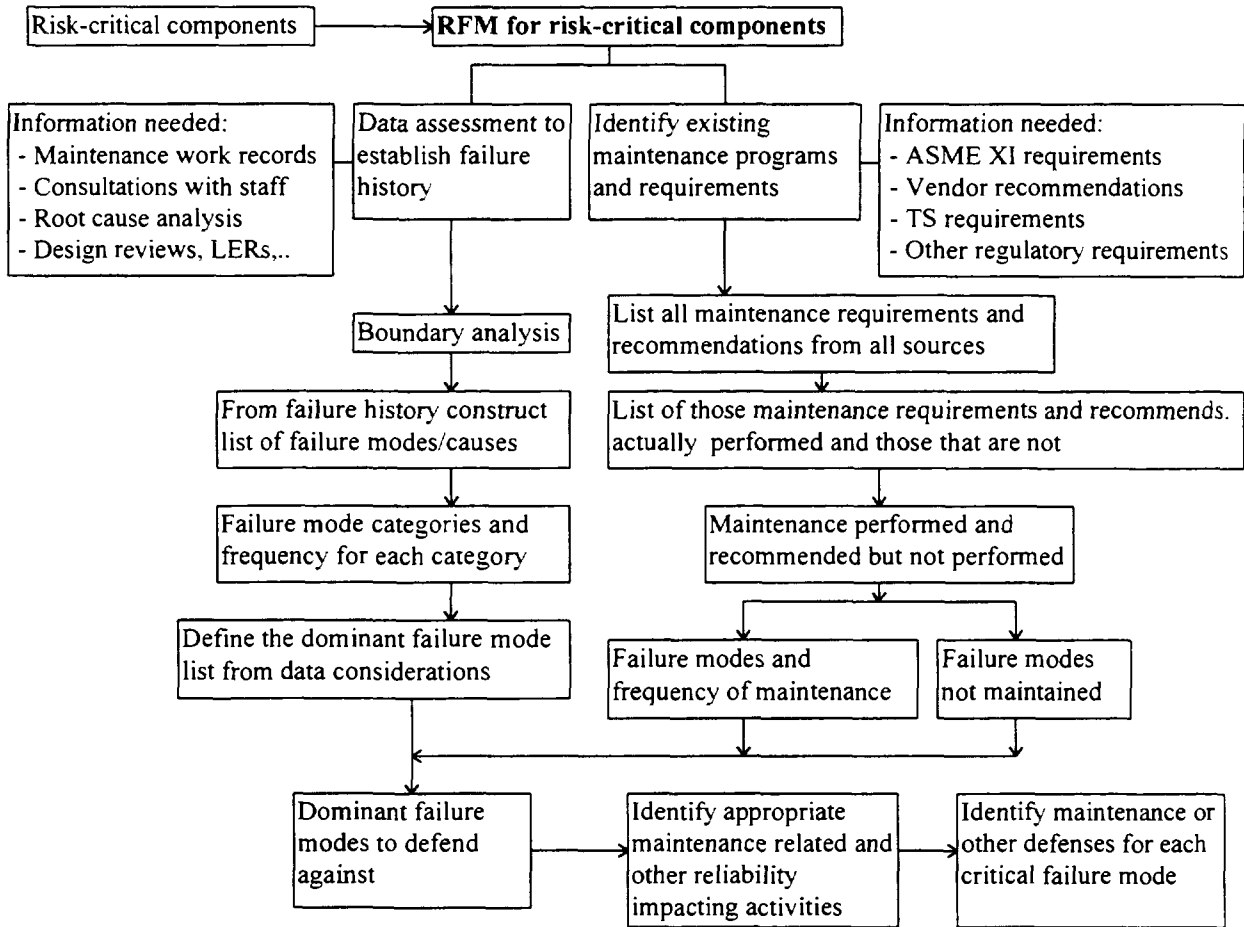 Risk-critical components
RFM for risk-critical components
Information needed:
- Maintenance work records
- Consultations with staff
- Root cause analysis
- Design reviews, LERs,..
Data assessment to
establish failure
history
Identify existing
maintenance programs
and requirements
Information needed:
- ASME XI requirements
- Vendor recommendations
- TS requirements
- Other regulatory requirements
Boundary analysis
List all maintenance requirements and
recommendations from all sources
From failure history construct
list of failure modes/causes
List of those maintenance requirements and recommends.
actually performed and those that are not
Failure mode categories and
frequency for each category
Maintenance performed and
recommended but not performed
Define the dominant failure mode
list from data considerations
Failure modes and
frequency of maintenance
Failure modes
not maintained
Dominant failure
modes to defend
against
Identify appropriate
maintenance related and
other reliability
impacting activities
Identify maintenance or
other defenses for each
critical failure mode